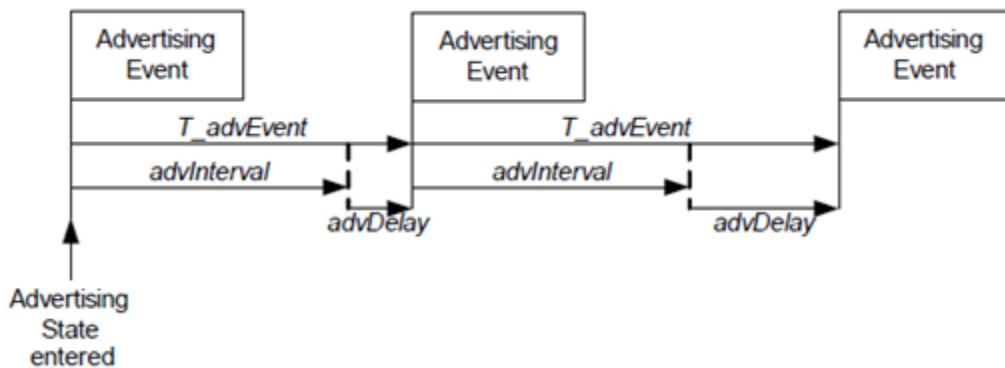 Advertising
Event
Advertising
Event
Advertising
Event
T_advEvent
T_advEvent
advInterval
advInterval
advDelay
advDelay
Advertising
State
entered